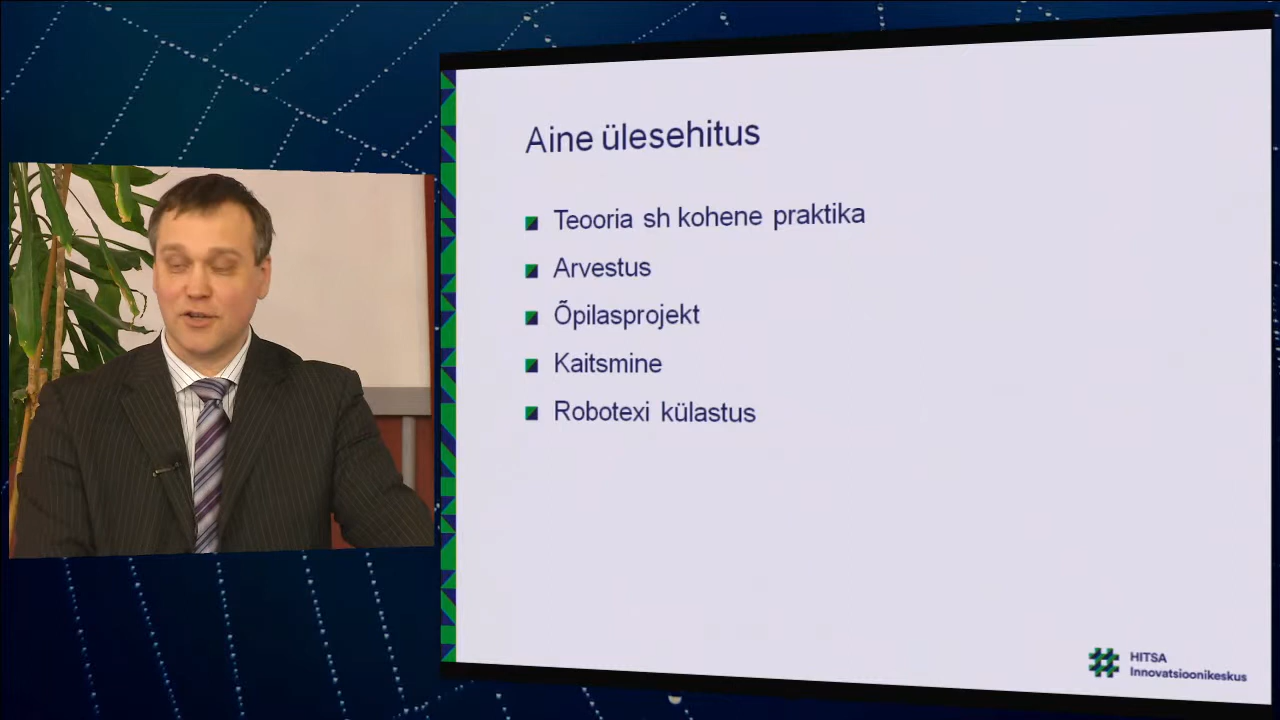 Aine ülesehitus
Teooria sh kohene praktika
Arvestus
Õpilasprojekt
Kaitsmine
Robotexi külastus
HITSA
Innovatsioonikeskus